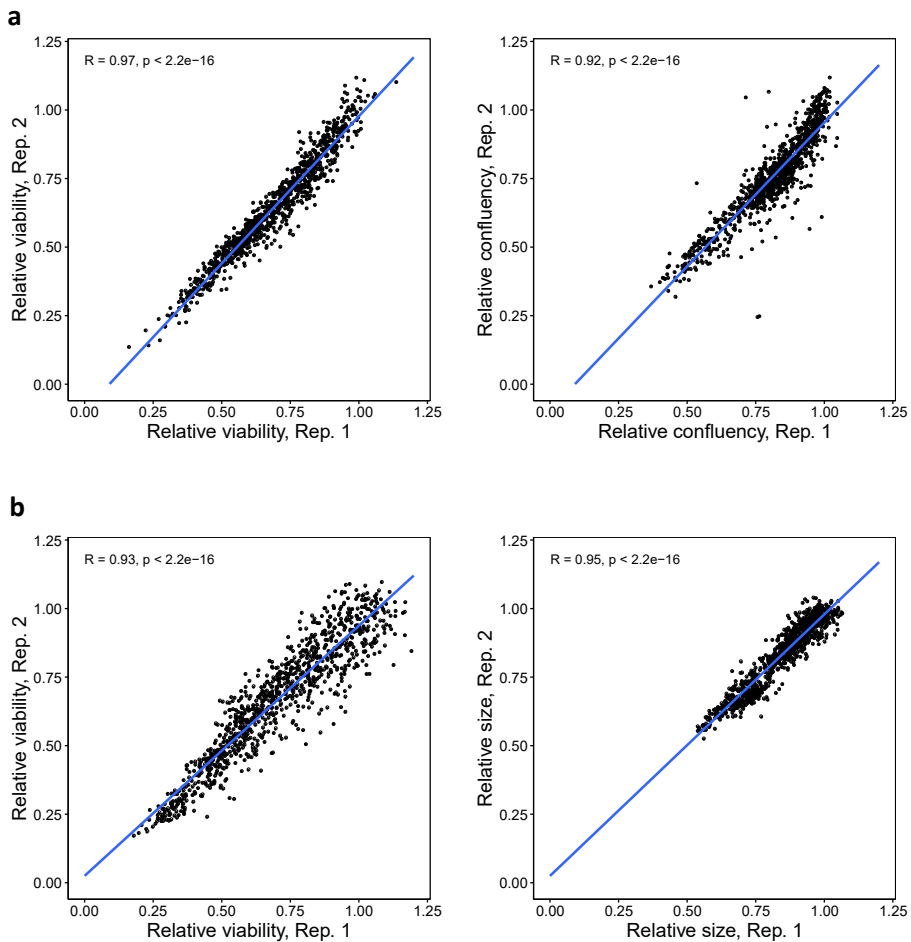 a
R = 0.97, p < 2.2e−16
1.25
1.00
0.75
0.50
0.25
0.00
Relative viability, Rep. 2
0.00 0.25 0.50 0.75 1.00 1.25
Relative viability, Rep. 1
R = 0.92, p < 2.2e−16
1.25
1.00
0.75
0.50
0.25
0.00
Relative confluency, Rep. 2
0.00 0.25 0.50 0.75 1.00 1.25
Relative confluency, Rep. 1
b
R = 0.93, p < 2.2e−16
1.25
1.00
0.75
0.50
0.25
0.00
Relative viability, Rep. 2
0.00 0.25 0.50 0.75 1.00 1.25
Relative viability, Rep. 1
R = 0.95, p < 2.2e−16
1.25
1.00
0.75
0.50
0.25
0.00
Relative size, Rep. 2
0.00 0.25 0.50 0.75 1.00 1.25
Relative size, Rep. 1